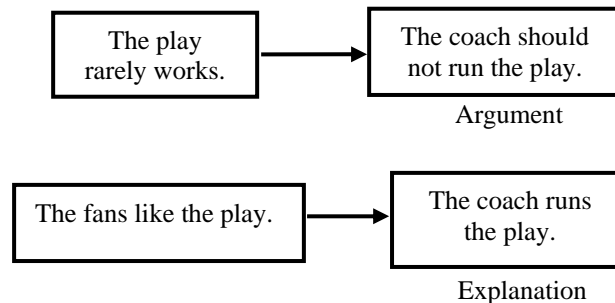 The play
rarely works.
The coach should
not run the play.
Argument
The fans like the play.
The coach runs
the play.
Explanation